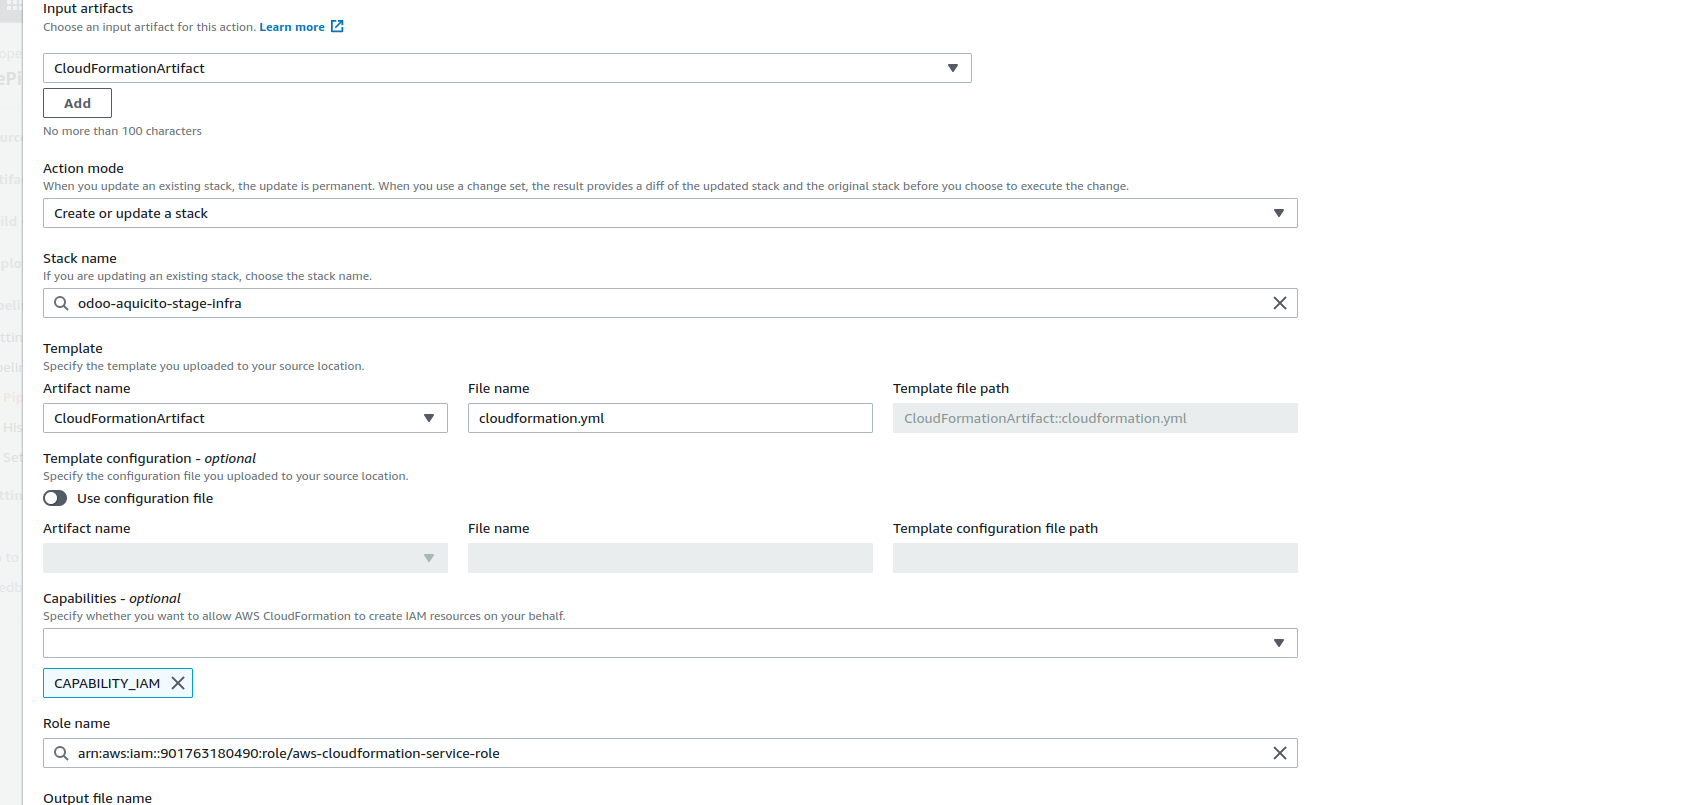 Input artifacts
Choose an input artifact for this action. Learn more
CloudFormationArtifact
Add
No more than 100 characters
Action mode
When you update an existing stack, the update is permanent. When you use a change set, the result provides a diff of the updated stack and the original stack before you choose to execute the change.
Create or update a stack
Stack name
If you are updating an existing stack, choose the stack name.
odoo-aquicito-stage-infra
Template
Specify the template you uploaded to your source location.
Artifact name File name Template file path
CloudFormationArtifact cloudformation.yml CloudFormationArtifact::cloudformation.yml
Template configuration - optional
Specify the configuration file you uploaded to your source location.
Use configuration file
Artifact name File name Template configuration file path
Capabilities - optional
Specify whether you want to allow AWS CloudFormation to create IAM resources on your behalf.
CAPABILITY_IAM
Role name
arn:aws:iam::901763180490:role/aws-cloudformation-service-role
Output file name